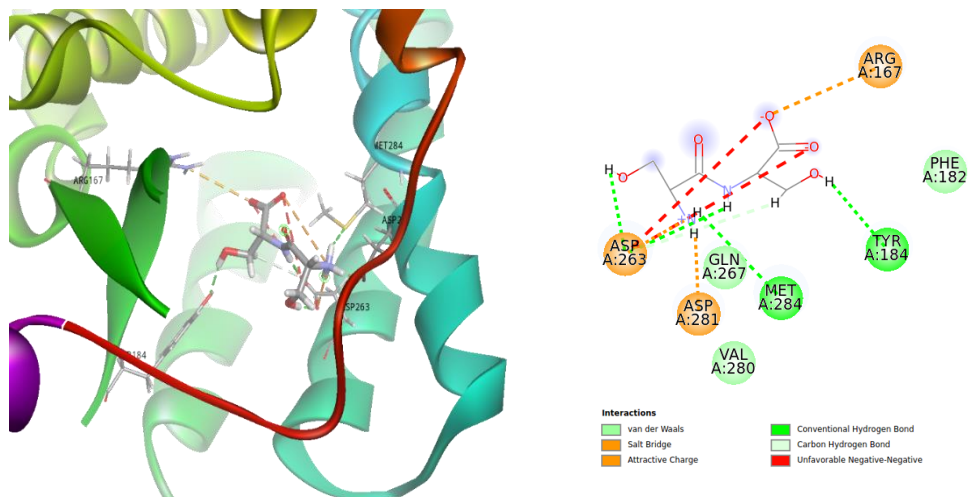 MET284
ARG167
ASP2
SP263
184
ARG
A:167
PHE
A:182
TYR
A:184
ASP
A:263
GLN
A:267
MET
A:284
ASP
A:281
VAL
A:280
O
O
O
O
O
H
H
H
H
H
H
N
N
+
-
Interactions
van der Waals
Salt Bridge
Attractive Charge
Conventional Hydrogen Bond
Carbon Hydrogen Bond
Unfavorable Negative-Negative